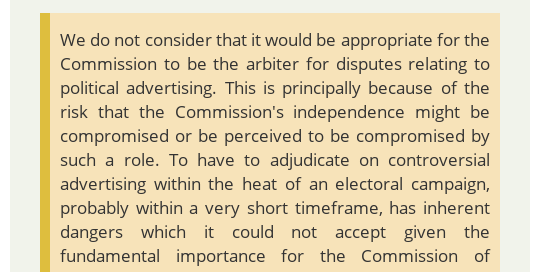 We do not consider that it would be appropriate for the
Commission to be the arbiter for disputes relating to
political advertising. This is principally because of the
risk that the Commission's independence might be
compromised or be perceived to be compromised by
such a role. To have to adjudicate on controversial
advertising within the heat of an electoral campaign,
probably within a very short timeframe, has inherent
dangers which it could not accept given the
fundamental importance for the Commission of